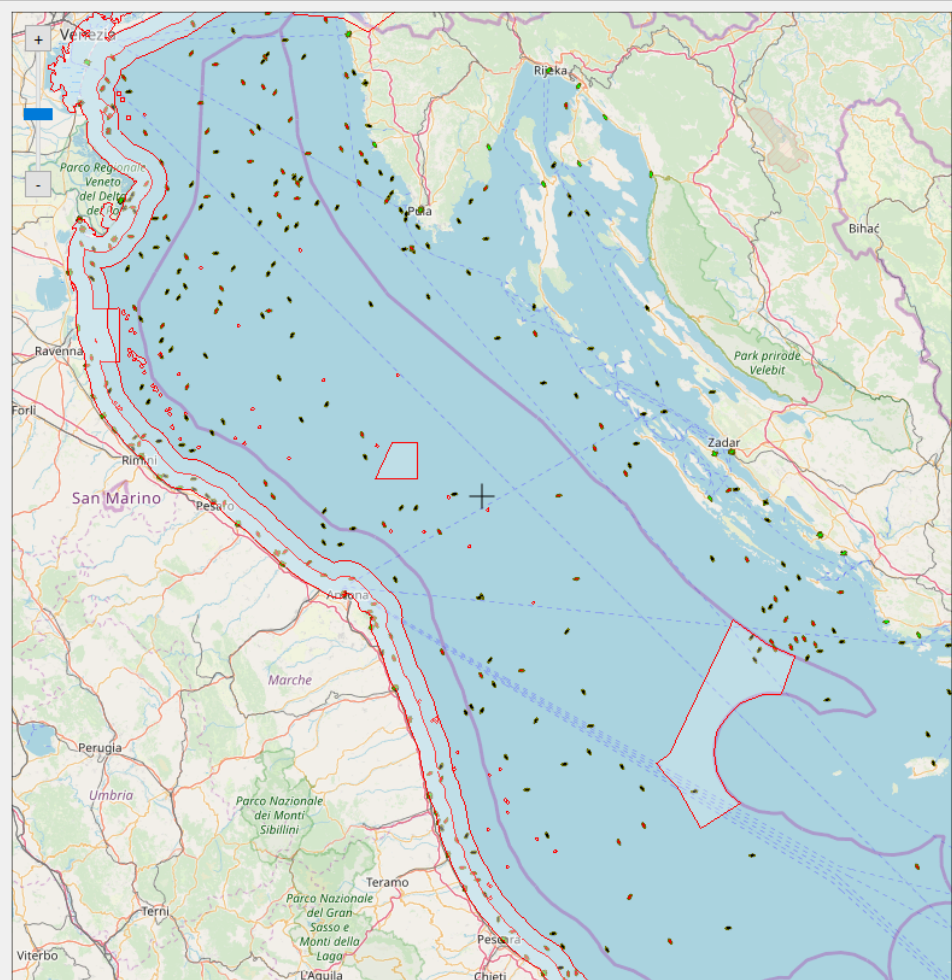 +
Venezia
-
Parco Regionale
Veneto
del Delta
del Po
Rijeka
Pula
Bihać
Ravenna
Park prirode
Velebit
Forlì
Rimini
Zadar
San Marino
Pesaro
Ancona
Marche
Perugia
Umbria
Parco Nazionale
dei Monti
Sibillini
Teramo
Parco Nazionale
del Gran
Sasso e
Monti della
Laga
Terni
Pescara
Viterbo
L'Aquila
Chieti